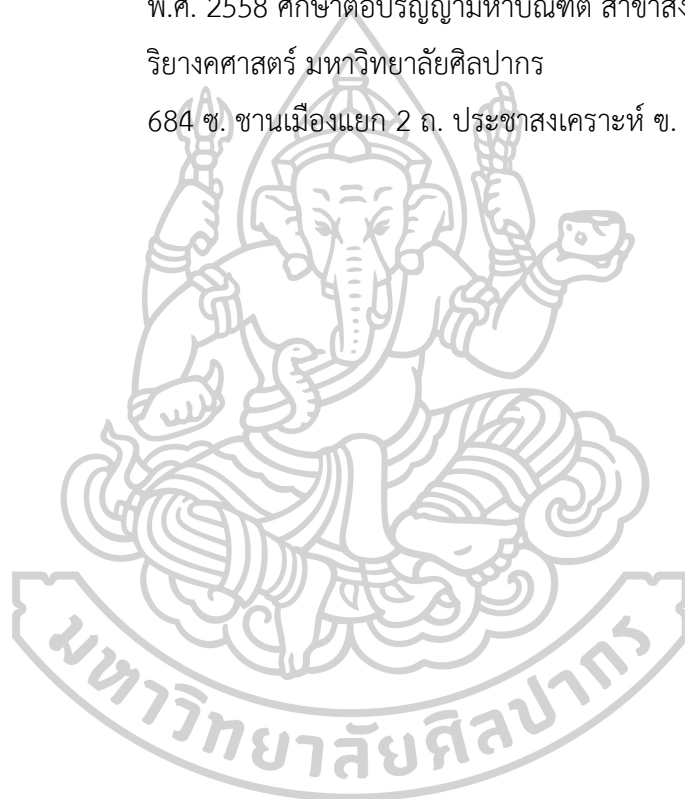 พ.ศ. 2558 ศึกษาต่อปริญญามหาบัณฑิต
ริยางคศาสตร์ มหาวิทยาลัยศิลปากร
684 ซ. ชานเมืองแยก 2 ถ. ประชาสงเคราะห์ ข.
มหาวิทยาลัยศิลปากร